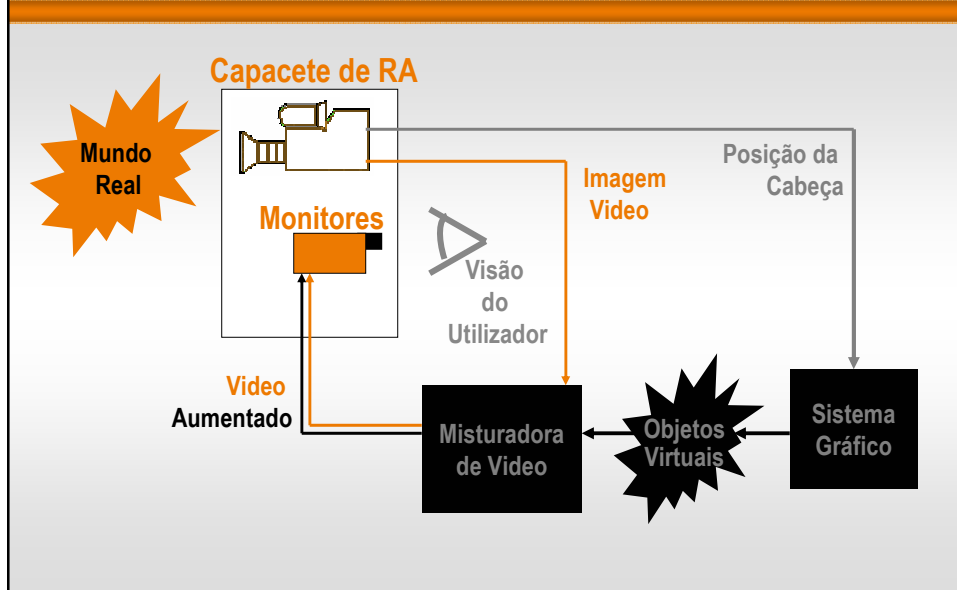 Capacete de RA
Mundo
Real
Posição da
Cabeça
Imagem
Video
Monitores
Visão
do
Utilizador
Video
Aumentado
Misturadora
de Video
Objetos
Virtuais
Sistema
Gráfico